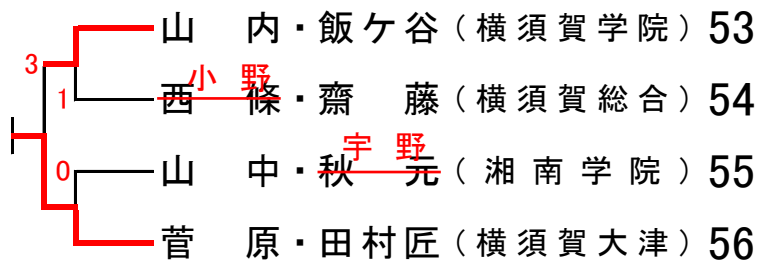 山 内・飯ケ谷（横須賀学院）53
3
小 野
1 西 條・齋 藤（横須賀総合）54
宇 野
0 山 中・秋 元（湘南学院）55
菅 原・田村匠（横須賀大津）56